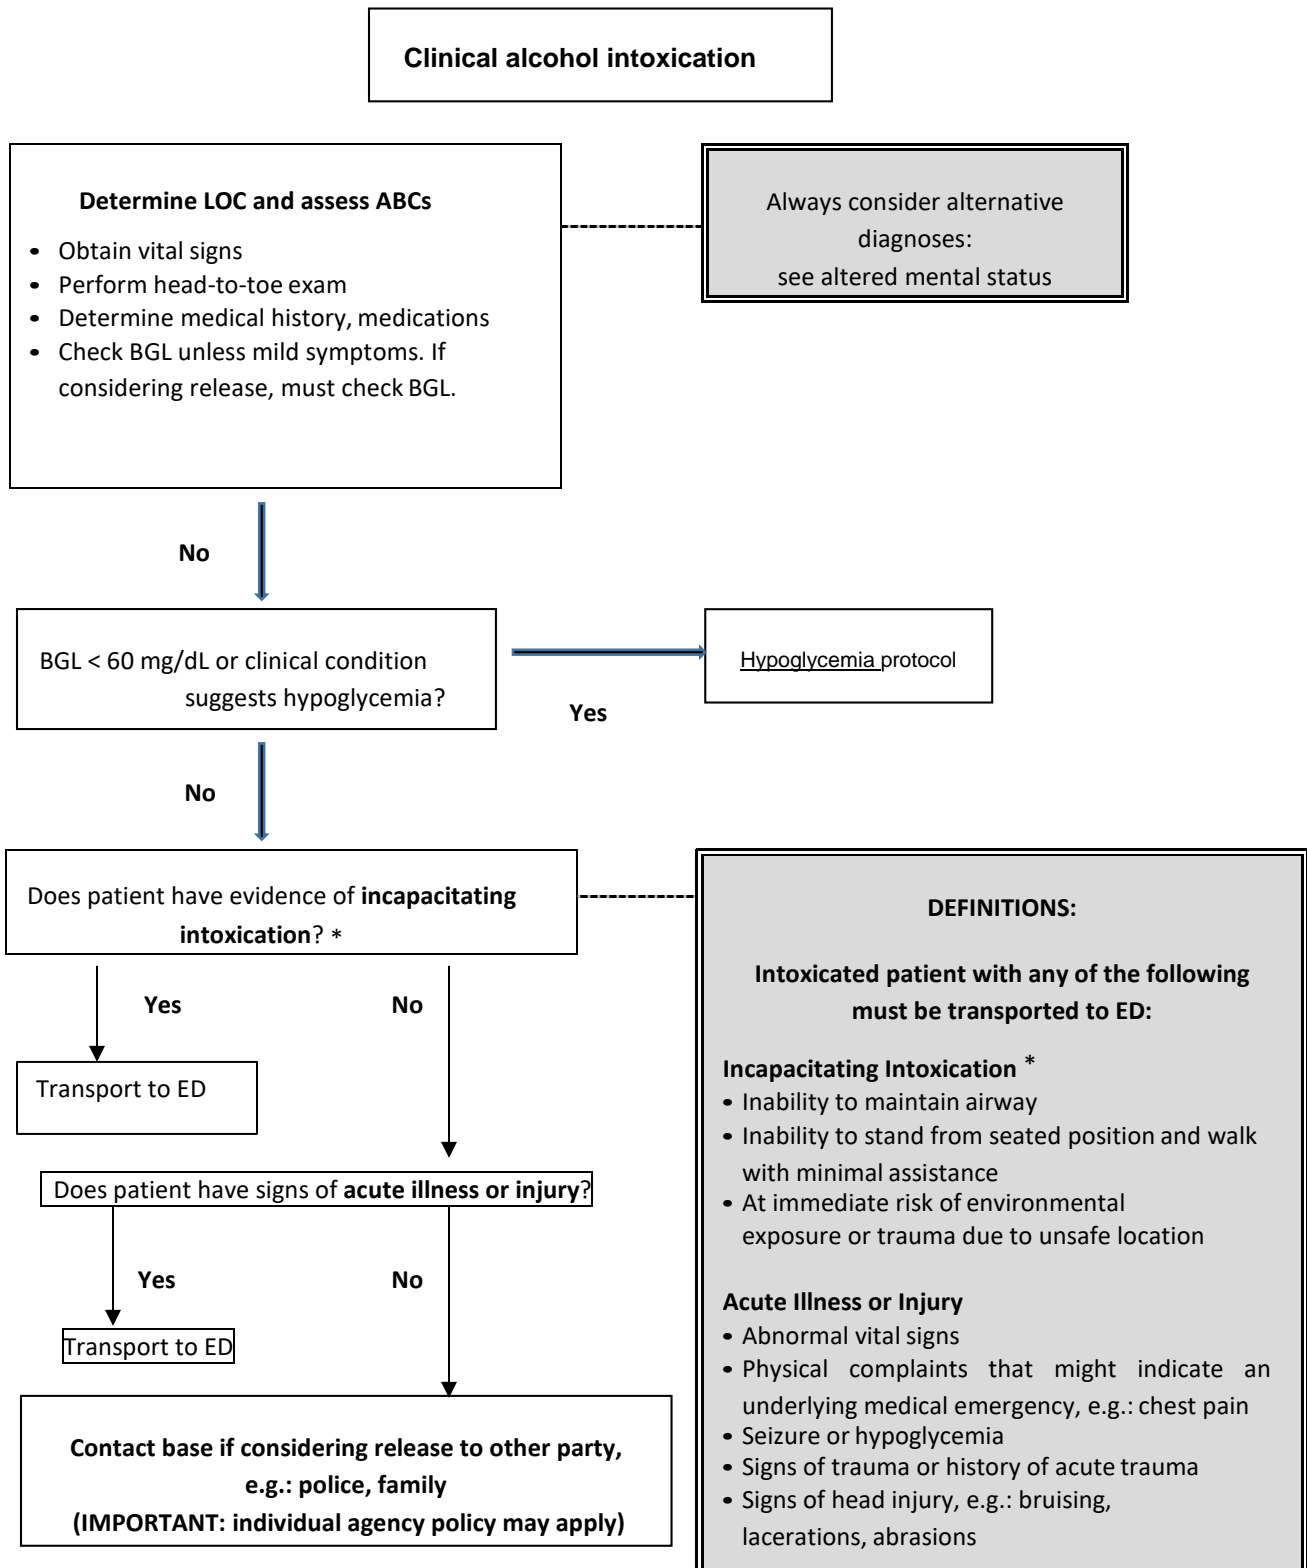 Clinical alcohol intoxication
Determine LOC and assess ABCs
• Obtain vital signs
• Perform head-to-toe exam
• Determine medical history, medications
• Check BGL unless mild symptoms. If
considering release, must check BGL.
Always consider alternative
diagnoses:
see altered mental status
No
BGL < 60 mg/dL or clinical condition
suggests hypoglycemia?
Yes
Hypoglycemia protocol
No
Does patient have evidence of incapacitating
intoxication? *
Yes
No
Transport to ED
Does patient have signs of acute illness or injury?
Yes
No
Transport to ED
Contact base if considering release to other party,
e.g.: police, family
(IMPORTANT: individual agency policy may apply)
DEFINITIONS:
Intoxicated patient with any of the following
must be transported to ED:
Incapacitating Intoxication *
• Inability to maintain airway
• Inability to stand from seated position and walk
with minimal assistance
• At immediate risk of environmental
exposure or trauma due to unsafe location
Acute Illness or Injury
• Abnormal vital signs
• Physical complaints that might indicate an
underlying medical emergency, e.g.: chest pain
• Seizure or hypoglycemia
• Signs of trauma or history of acute trauma
• Signs of head injury, e.g.: bruising,
lacerations, abrasions